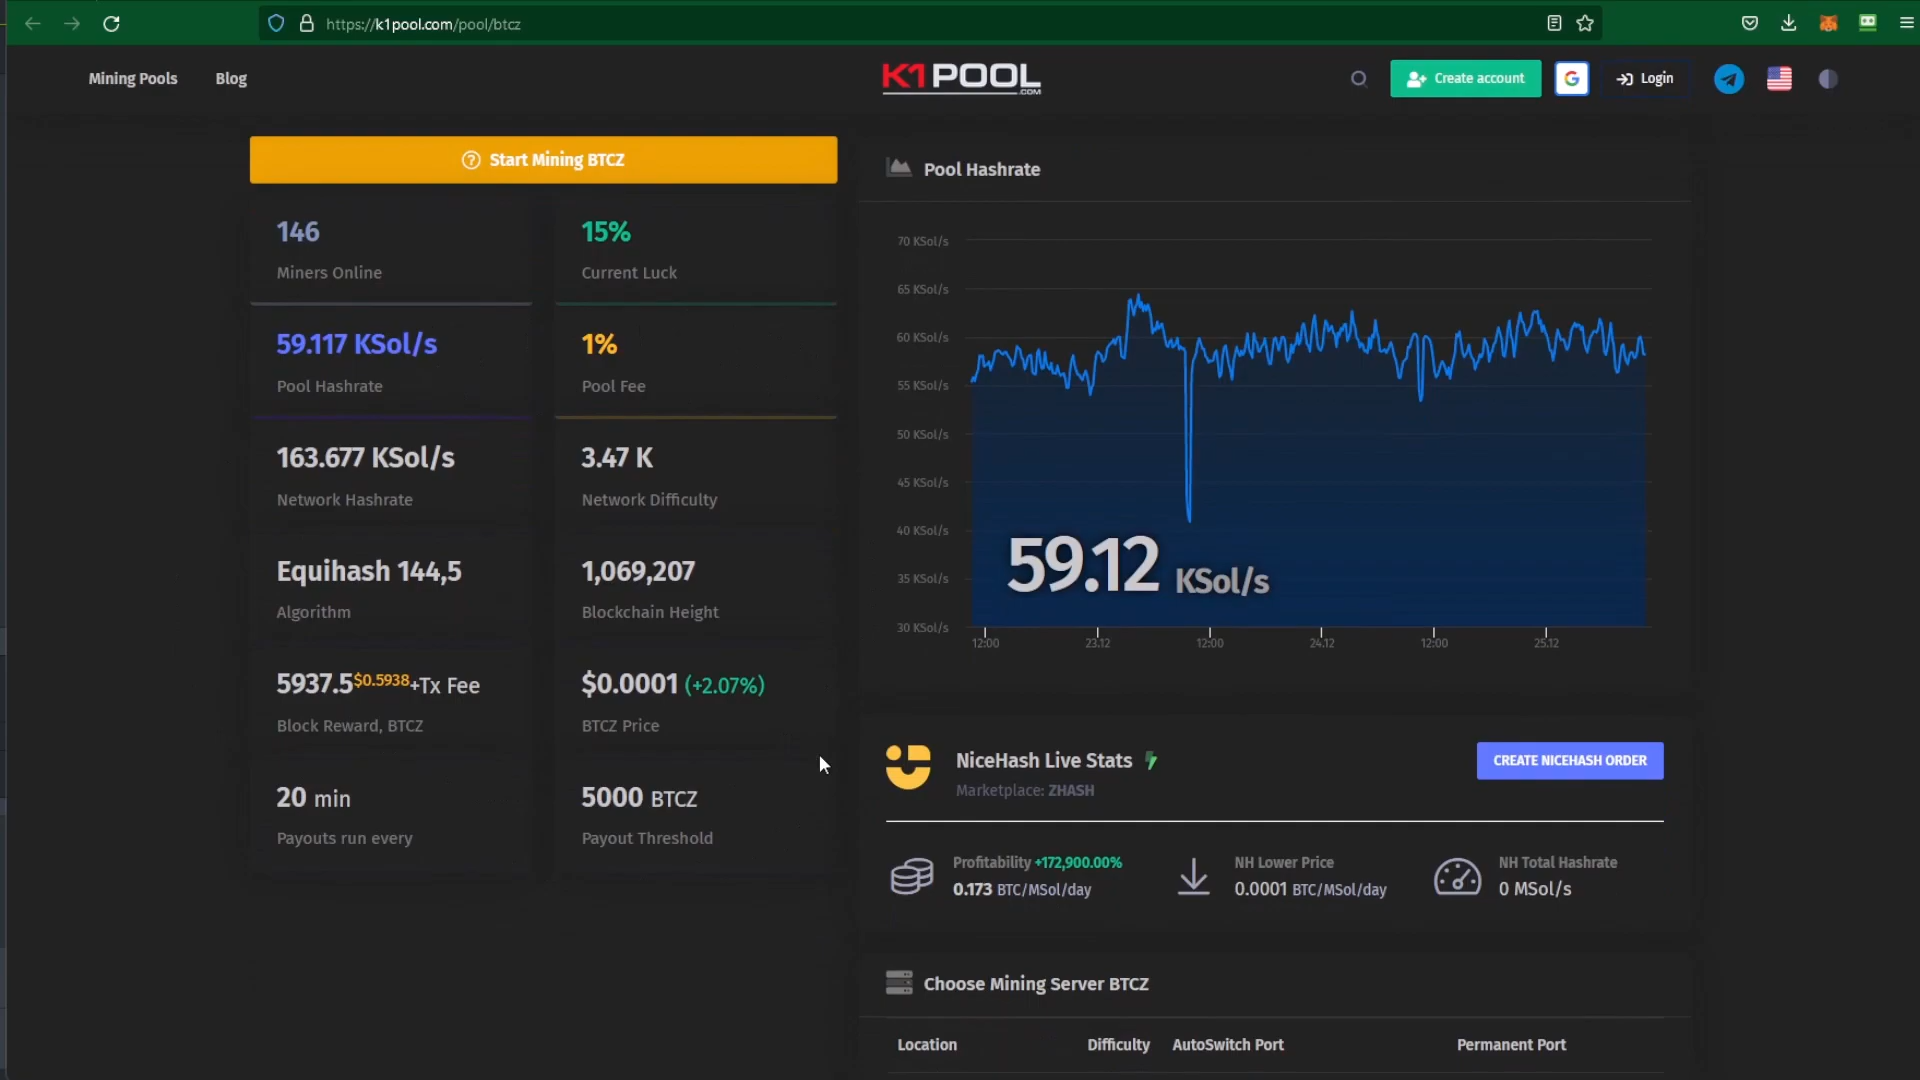 https://k1pool.com/pool/btcz
Mining Pools
Blog
K1POOL
.COM
Create account
G
Login
Start Mining BTCZ
146
Miners Online
15%
Current Luck
59.117 KSol/s
Pool Hashrate
1%
Pool Fee
163.677 KSol/s
Network Hashrate
3.47 K
Network Difficulty
Equihash 144,5
Algorithm
1,069,207
Blockchain Height
5937.5$0.5938+Tx Fee
Block Reward, BTCZ
$0.0001 (+2.07%)
BTCZ Price
20 min
Payouts run every
5000 BTCZ
Payout Threshold
Pool Hashrate
70 KSol/s
65 KSol/s
60 KSol/s
55 KSol/s
50 KSol/s
45 KSol/s
40 KSol/s
35 KSol/s
30 KSol/s
59.12 KSol/s
12:00
23.12
12:00
24.12
12:00
25.12
NiceHash Live Stats
Marketplace: ZHASH
CREATE NICEHASH ORDER
Profitability +172,900.00%
0.173 BTC/MSol/day
NH Lower Price
0.0001 BTC/MSol/day
NH Total Hashrate
0 MSol/s
Choose Mining Server BTCZ
Location
Difficulty
AutoSwitch Port
Permanent Port